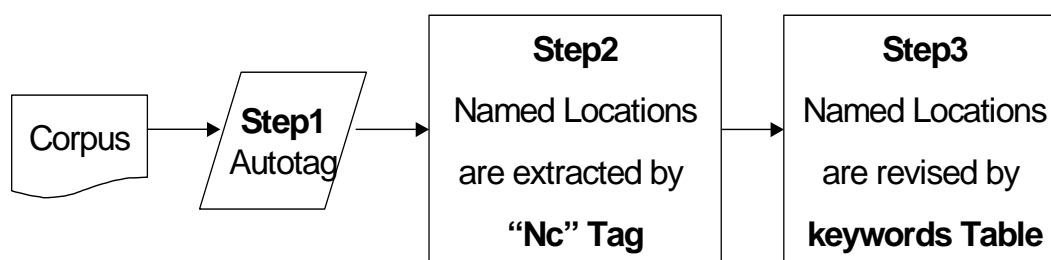 Corpus
Step1
Autotag
Step2
Named Locations
are extracted by
“Nc” Tag
Step3
Named Locations
are revised by
keywords Table